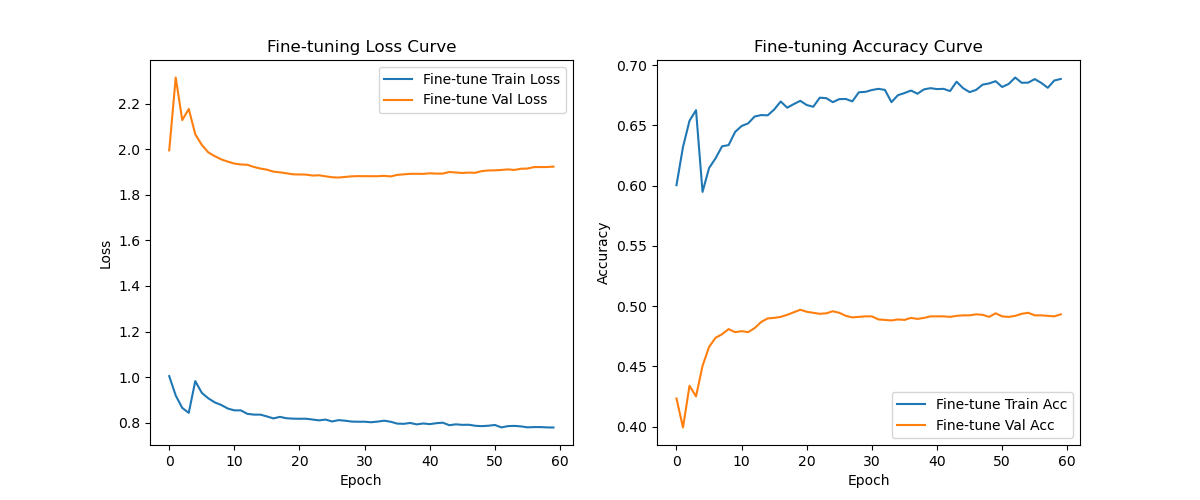 Fine-tuning Loss Curve
Fine-tune Train Loss
Fine-tune Val Loss
2.2
2.0
1.8
1.6
1.4
1.2
1.0
0.8
Loss
0 10 20 30 40 50 60
Epoch
Fine-tuning Accuracy Curve
0.70
0.65
0.60
0.55
0.50
0.45
0.40
Accuracy
Fine-tune Train Acc
Fine-tune Val Acc
0 10 20 30 40 50 60
Epoch